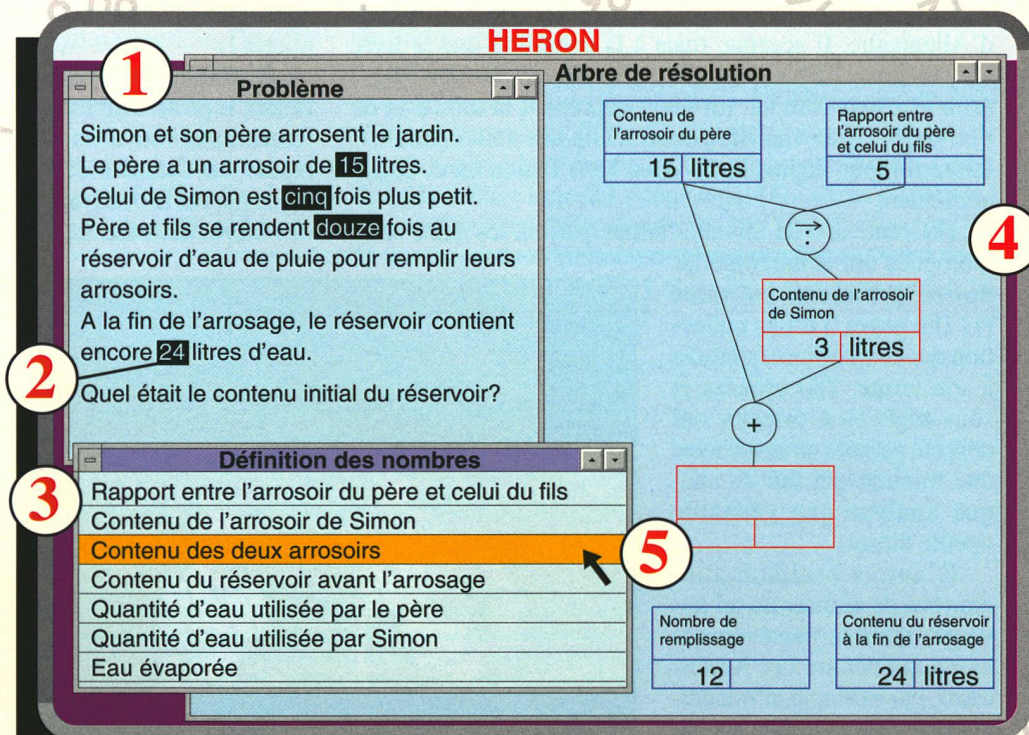 HERON
1
Problème
Simon et son père arrosent le jardin.
Le père a un arrosoir de 15 litres.
Celui de Simon est cinq fois plus petit.
Père et fils se rendent douze fois au
réservoir d'eau de pluie pour remplir leurs
arrosoirs.
A la fin de l'arrosage, le réservoir contient
encore 24 litres d'eau.
2
Quel était le contenu initial du réservoir?
3
Définition des nombres
Rapport entre l'arrosoir du père et celui du fils
Contenu de l'arrosoir de Simon
Contenu des deux arrosoirs
5
Contenu du réservoir avant l'arrosage
Quantité d'eau utilisée par le père
Quantité d'eau utilisée par Simon
Eau évaporée
Arbre de résolution
Contenu de
l'arrosoir du père
15 litres
Rapport entre
l'arrosoir du père
et celui du fils
5
4
→
:
Contenu de l'arrosoir
de Simon
3 litres
+
Nombre de
remplissage
12
Contenu du réservoir
à la fin de l'arrosage
24 litres